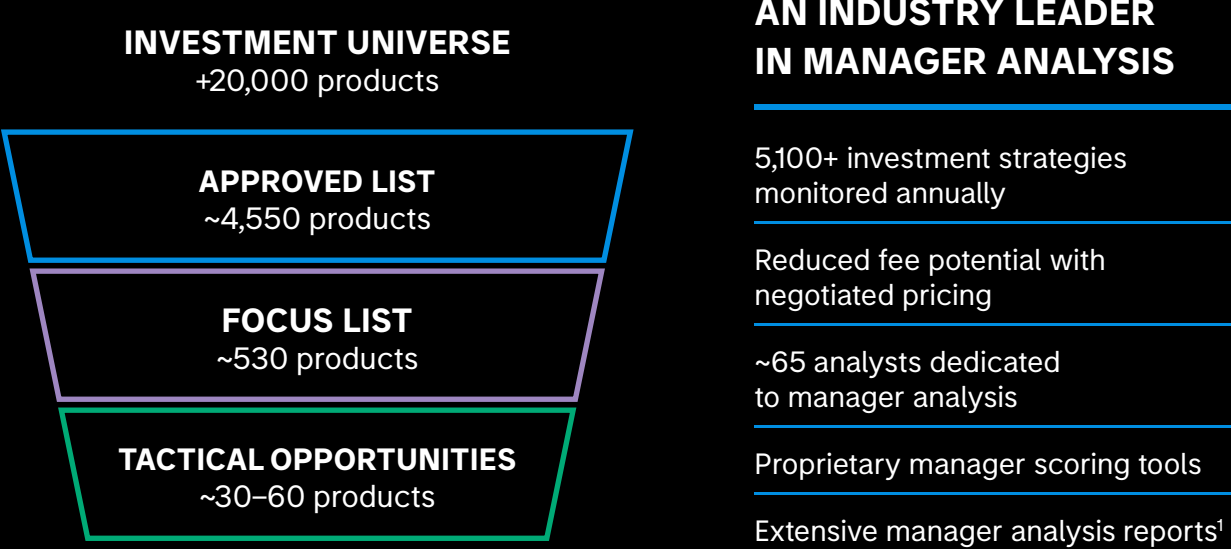 INVESTMENT UNIVERSE
+20,000 products
APPROVED LIST
~4,550 products
FOCUS LIST
~530 products
TACTICAL OPPORTUNITIES
~30–60 products
AN INDUSTRY LEADER
IN MANAGER ANALYSIS
5,100+ investment strategies
monitored annually
Reduced fee potential with
negotiated pricing
~65 analysts dedicated
to manager analysis
Proprietary manager scoring tools
Extensive manager analysis reports¹